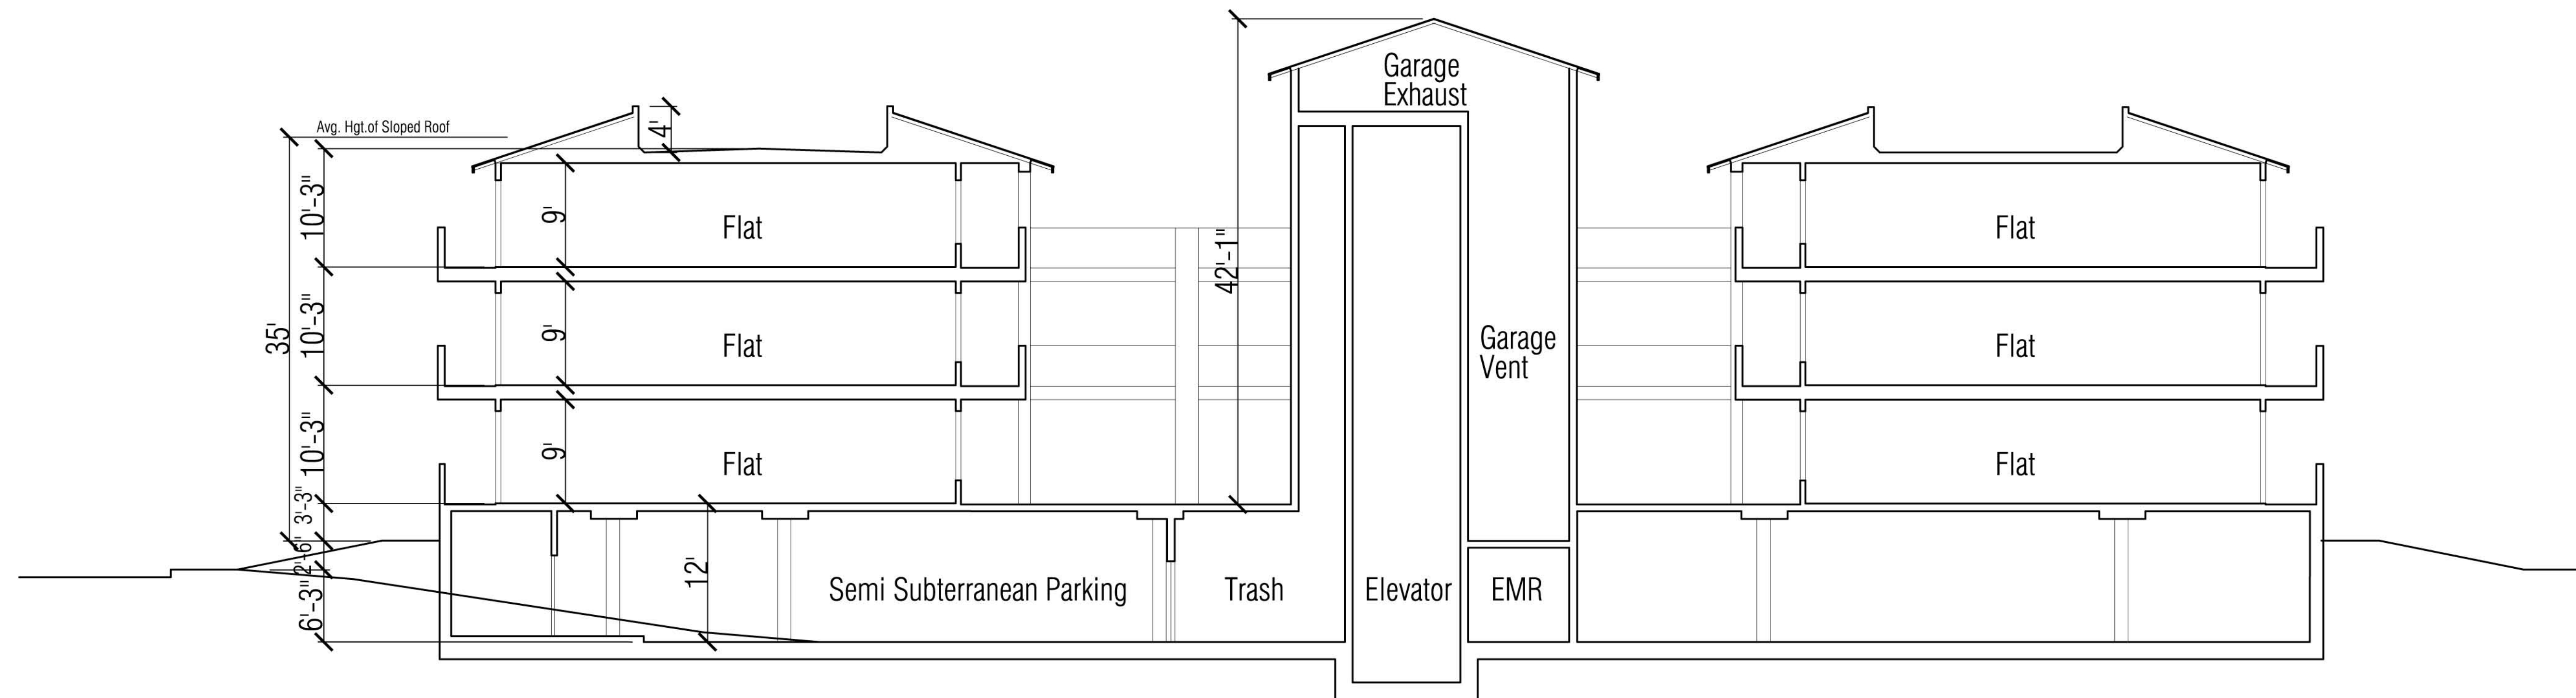 Garage
Exhaust
Avg. Hgt.of Sloped Roof
4'
10'-3"
9'
Flat
Flat
42'-1"
35'
10'-3"
9'
Flat
Garage
Vent
Flat
10'-3"
9'
Flat
Flat
3'-3"
2'-6"
6'-3"
12'
Semi Subterranean Parking
Trash
Elevator
EMR